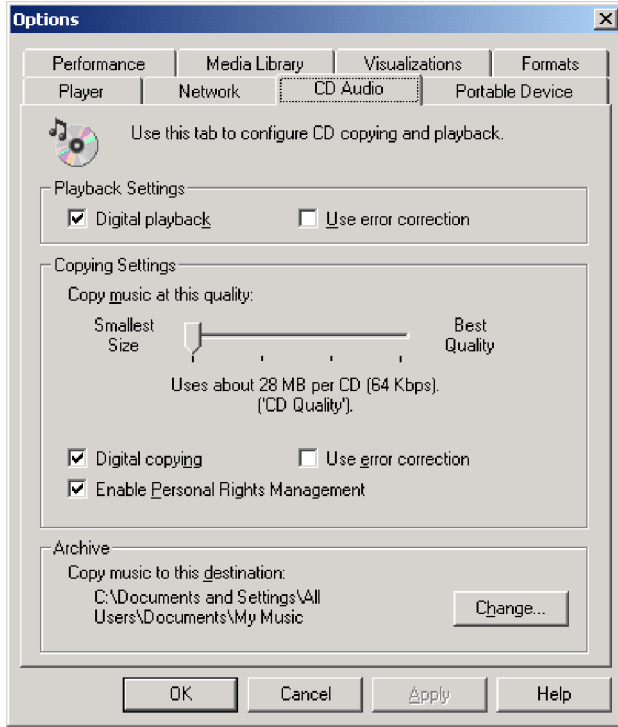 Options
Performance Media Library Visualizations Formats
Player Network CD Audio Portable Device
Use this tab to configure CD copying and playback.
Playback Settings
Digital playback Use error correction
Copying Settings
Copy music at this quality:
Smallest Size
Best Quality
Uses about 28 MB per CD (64 Kbps).
('CD Quality').
Digital copying Use error correction
Enable Personal Rights Management
Archive
Copy music to this destination:
C:\Documents and Settings\All
Users\Documents\My Music
Change...
OK Cancel Apply Help